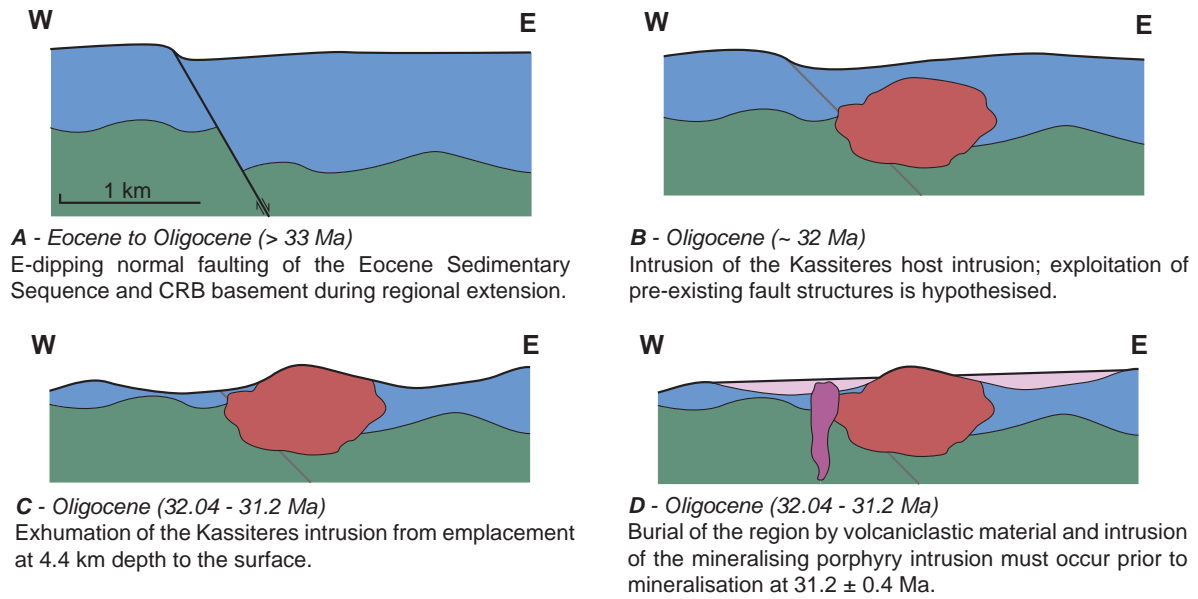 W E
1 km
A - Eocene to Oligocene (> 33 Ma)
E-dipping normal faulting of the Eocene Sedimentary
Sequence and CRB basement during regional extension.
W E
B - Oligocene (~ 32 Ma)
Intrusion of the Kassiteres host intrusion; exploitation of
pre-existing fault structures is hypothesised.
W E
C - Oligocene (32.04 - 31.2 Ma)
Exhumation of the Kassiteres intrusion from emplacement
at 4.4 km depth to the surface.
W E
D - Oligocene (32.04 - 31.2 Ma)
Burial of the region by volcaniclastic material and intrusion
of the mineralising porphyry intrusion must occur prior to
mineralisation at 31.2 ± 0.4 Ma.